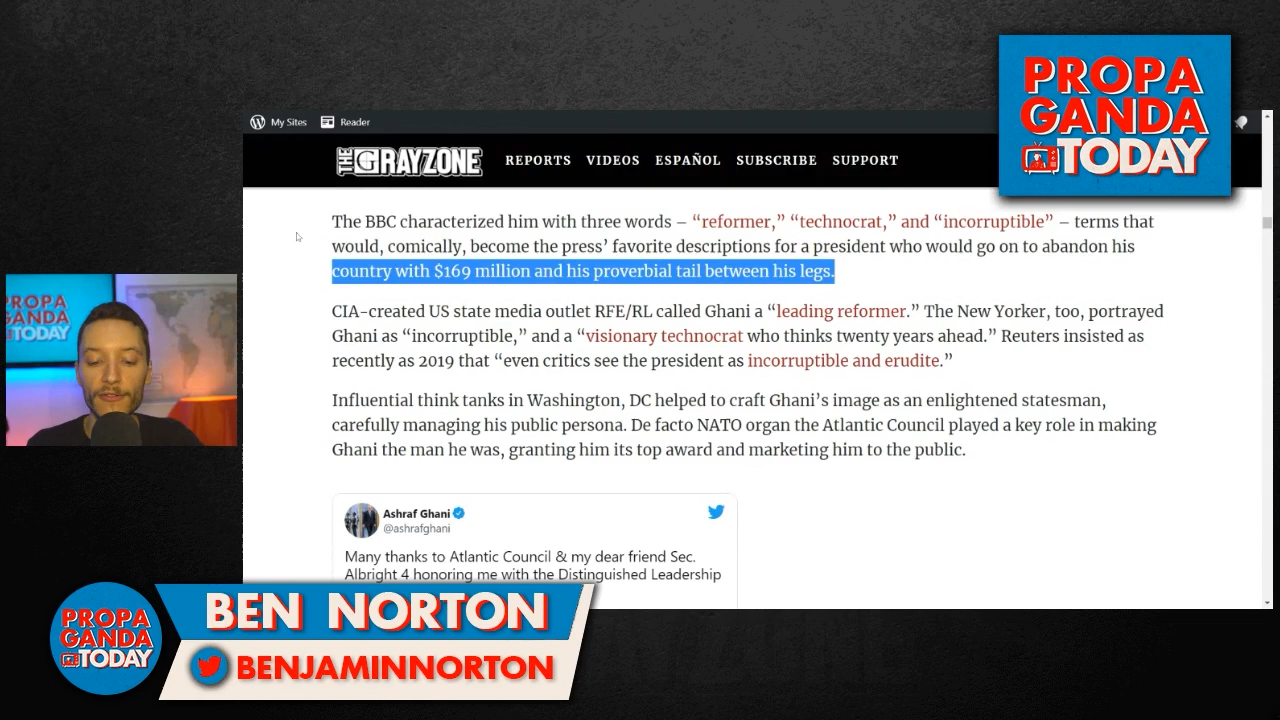 PROPA
GANDA
TODAY
My Sites
Reader
THE GRAYZONE
REPORTS VIDEOS ESPAÑOL SUBSCRIBE SUPPORT
The BBC characterized him with three words – “reformer,” “technocrat,” and “incorruptible” – terms that
would, comically, become the press’ favorite descriptions for a president who would go on to abandon his
country with $169 million and his proverbial tail between his legs.
CIA-created US state media outlet RFE/RL called Ghani a “leading reformer.” The New Yorker, too, portrayed
Ghani as “incorruptible,” and a “visionary technocrat who thinks twenty years ahead.” Reuters insisted as
recently as 2019 that “even critics see the president as incorruptible and erudite.”
Influential think tanks in Washington, DC helped to craft Ghani’s image as an enlightened statesman,
carefully managing his public persona. De facto NATO organ the Atlantic Council played a key role in making
Ghani the man he was, granting him its top award and marketing him to the public.
Ashraf Ghani
@ashrafghani
Many thanks to Atlantic Council & my dear friend Sec.
Albright 4 honoring me with the Distinguished Leadership
PROPA
GANDA
TODAY
PROPA
GANDA
TODAY
BEN NORTON
BENJAMINNORTON